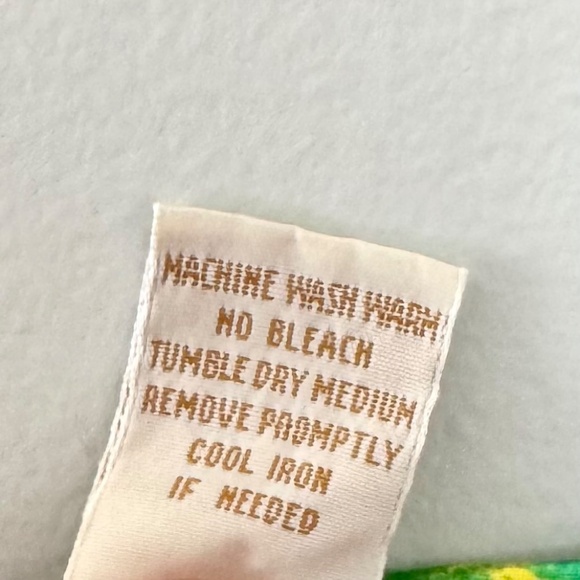 MACHINE WASH WARM
NO BLEACH
TUMBLE DRY MEDIUM
REMOVE PROMPTLY
COOL IRON
IF NEEDED